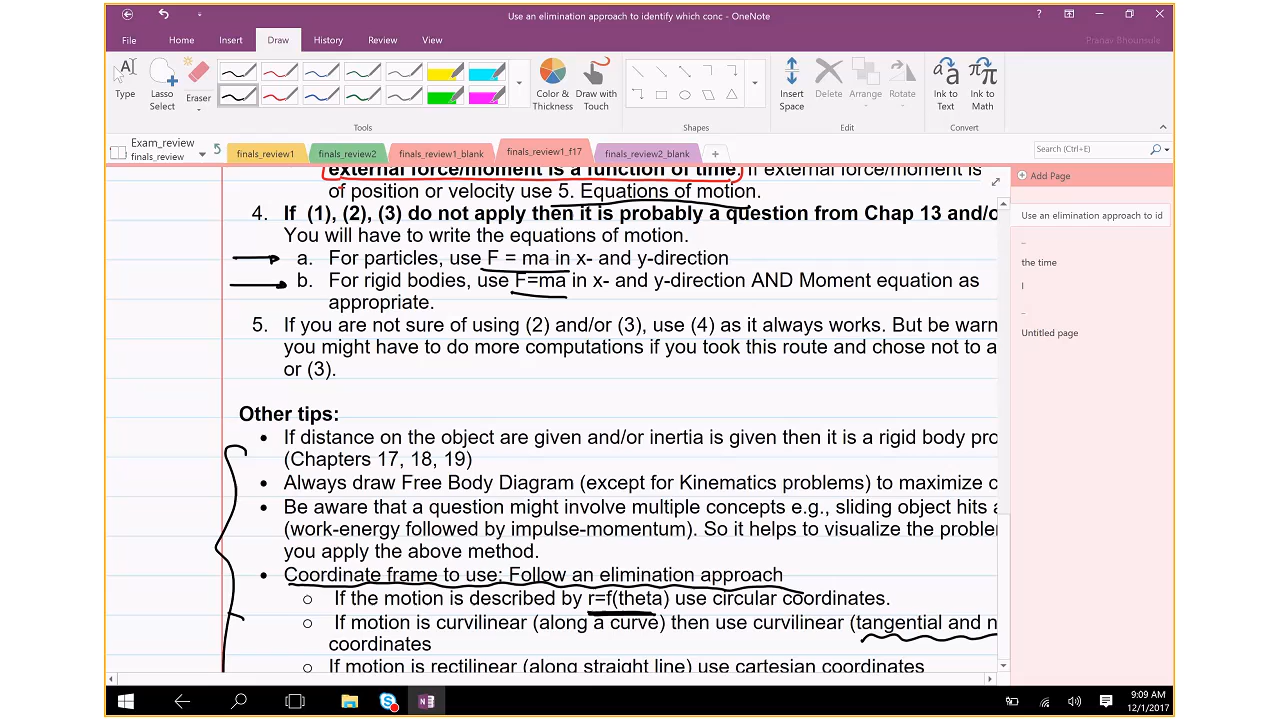 Use an elimination approach to identify which conc - OneNote
?
Pranav Bhounsule
File Home Insert Draw History Review View
Type
Lasso Select
Eraser
Color & Thickness
Draw with Touch
Insert Space
Delete
Arrange
Rotate
Ink to Text
Ink to Math
Tools
Shapes
Edit
Convert
Exam_review
finals_review
finals_review1
finals_review2
finals_review1_blank
finals_review1_f17
finals_review2_blank
+
Search (Ctrl+E)
external force/moment is a function of time. If external force/moment is
of position or velocity use 5. Equations of motion.
4. If (1), (2), (3) do not apply then it is probably a question from Chap 13 and/o
You will have to write the equations of motion.
a. For particles, use F = ma in x- and y-direction
b. For rigid bodies, use F=ma in x- and y-direction AND Moment equation as
appropriate.
5. If you are not sure of using (2) and/or (3), use (4) as it always works. But be warn
you might have to do more computations if you took this route and chose not to a
or (3).
Other tips:
• If distance on the object are given and/or inertia is given then it is a rigid body pro
(Chapters 17, 18, 19)
• Always draw Free Body Diagram (except for Kinematics problems) to maximize c
• Be aware that a question might involve multiple concepts e.g., sliding object hits a
(work-energy followed by impulse-momentum). So it helps to visualize the problem
you apply the above method.
• Coordinate frame to use: Follow an elimination approach
○ If the motion is described by r=f(theta) use circular coordinates.
○ If motion is curvilinear (along a curve) then use curvilinear (tangential and n
coordinates
○ If motion is rectilinear (along straight line) use cartesian coordinates
Add Page
Use an elimination approach to id
the time
I
Untitled page
9:09 AM
12/1/2017